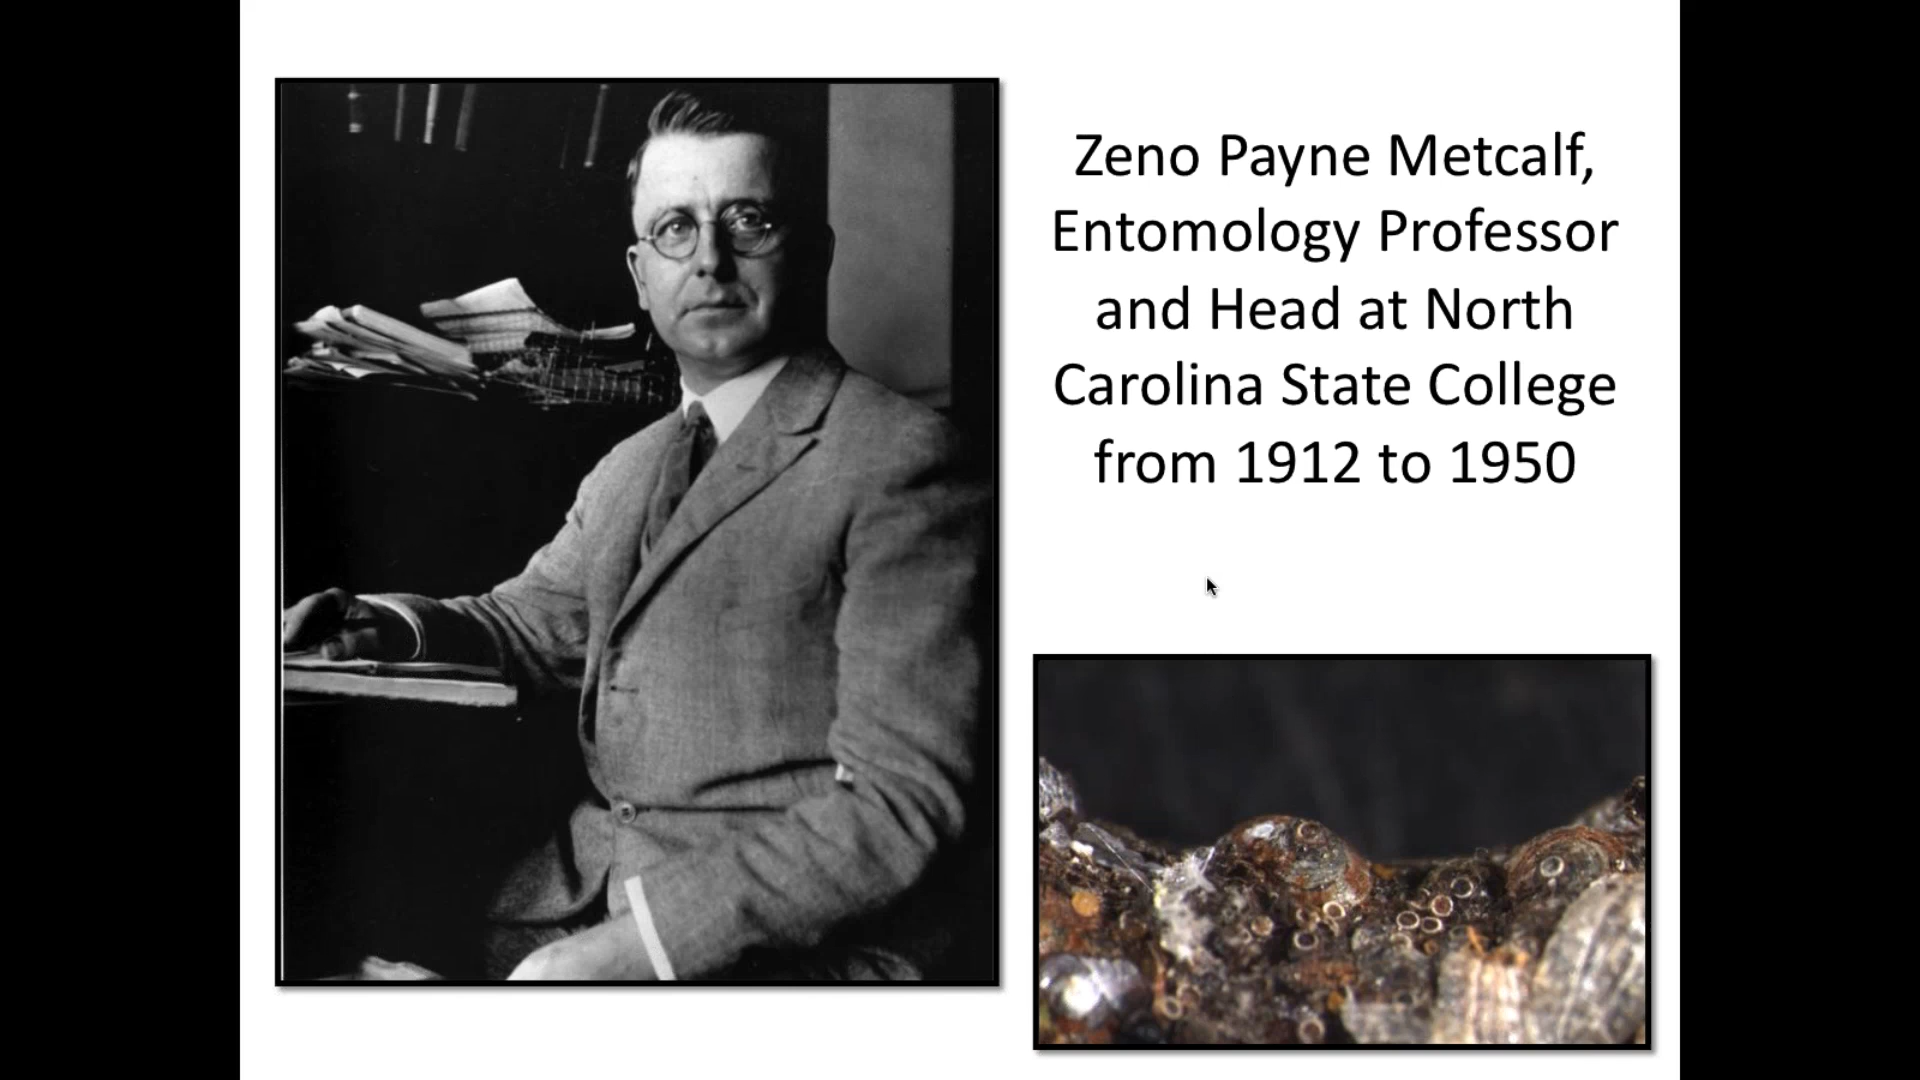 Zeno Payne Metcalf,
Entomology Professor
and Head at North
Carolina State College
from 1912 to 1950